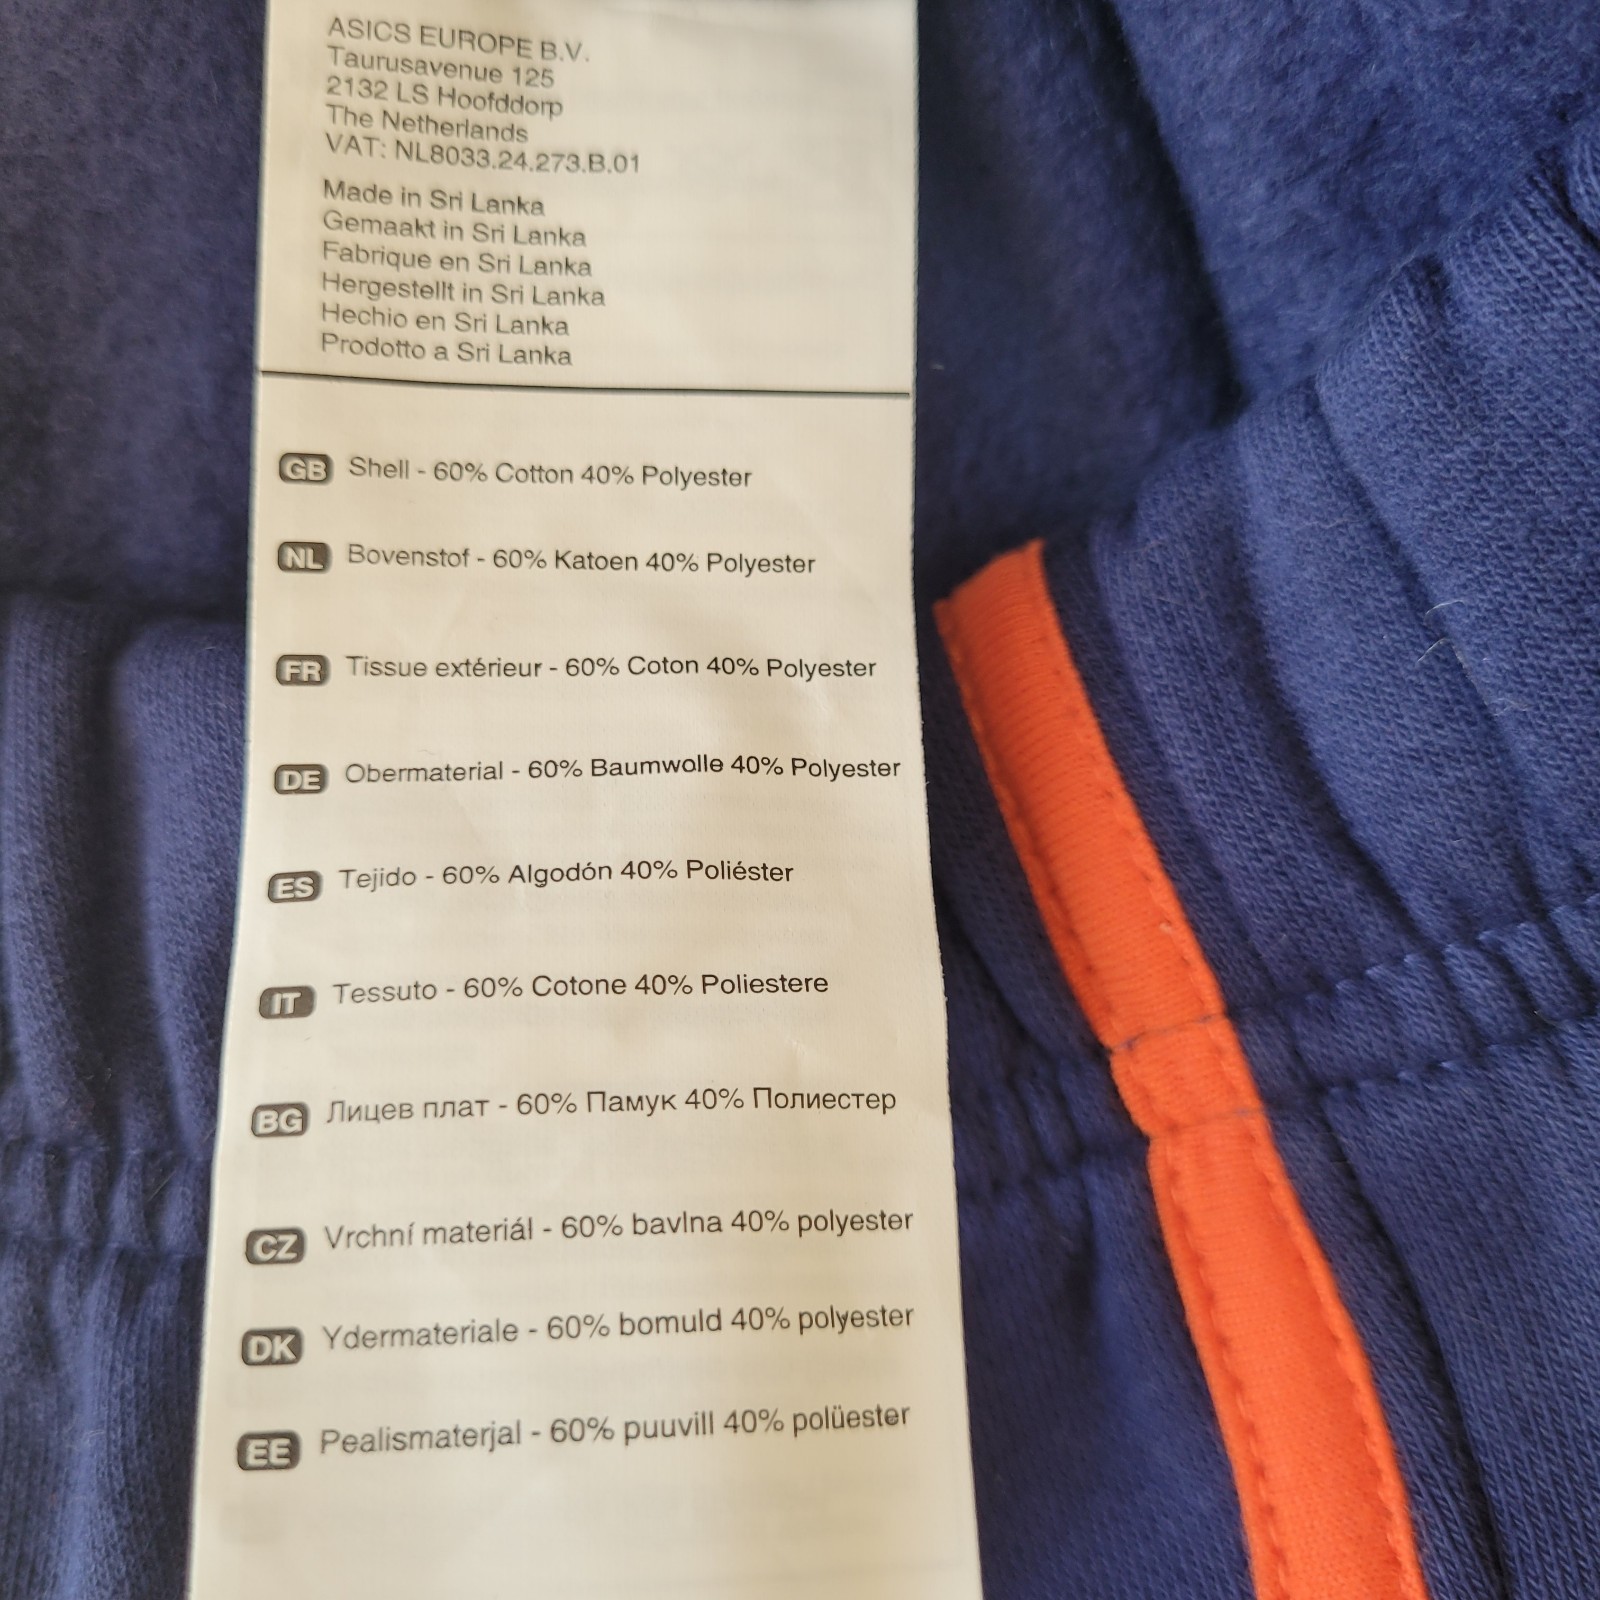 ASICS EUROPE B.V.
Taurusavenue 125
2132 LS Hoofddorp
The Netherlands
VAT: NL8033.24.273.B.01
Made in Sri Lanka
Gemaakt in Sri Lanka
Fabrique en Sri Lanka
Hergestellt in Sri Lanka
Hechio en Sri Lanka
Prodotto a Sri Lanka
GB Shell - 60% Cotton 40% Polyester
NL Bovenstof - 60% Katoen 40% Polyester
FR Tissue extérieur - 60% Coton 40% Polyester
DE Obermaterial - 60% Baumwolle 40% Polyester
ES Tejido - 60% Algodón 40% Poliéster
IT Tessuto - 60% Cotone 40% Poliestere
BG Лицев плат - 60% Памук 40% Полиестер
CZ Vrchní materiál - 60% bavlna 40% polyester
DK Ydermateriale - 60% bomuld 40% polyester
EE Pealismaterjal - 60% puuvill 40% polüester